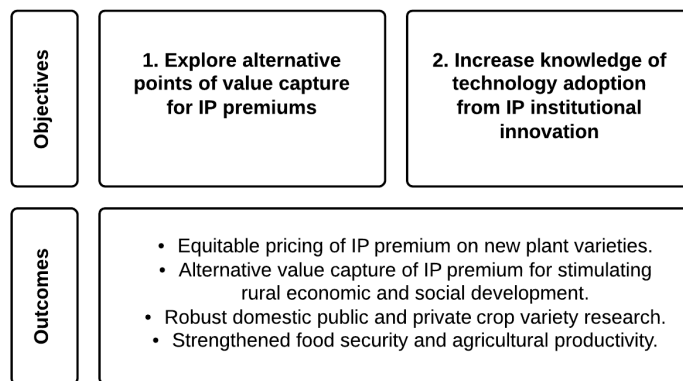 Objectives
1. Explore alternative
points of value capture
for IP premiums
2. Increase knowledge of
technology adoption
from IP institutional
innovation
Outcomes
• Equitable pricing of IP premium on new plant varieties.
• Alternative value capture of IP premium for stimulating
rural economic and social development.
• Robust domestic public and private crop variety research.
• Strengthened food security and agricultural productivity.